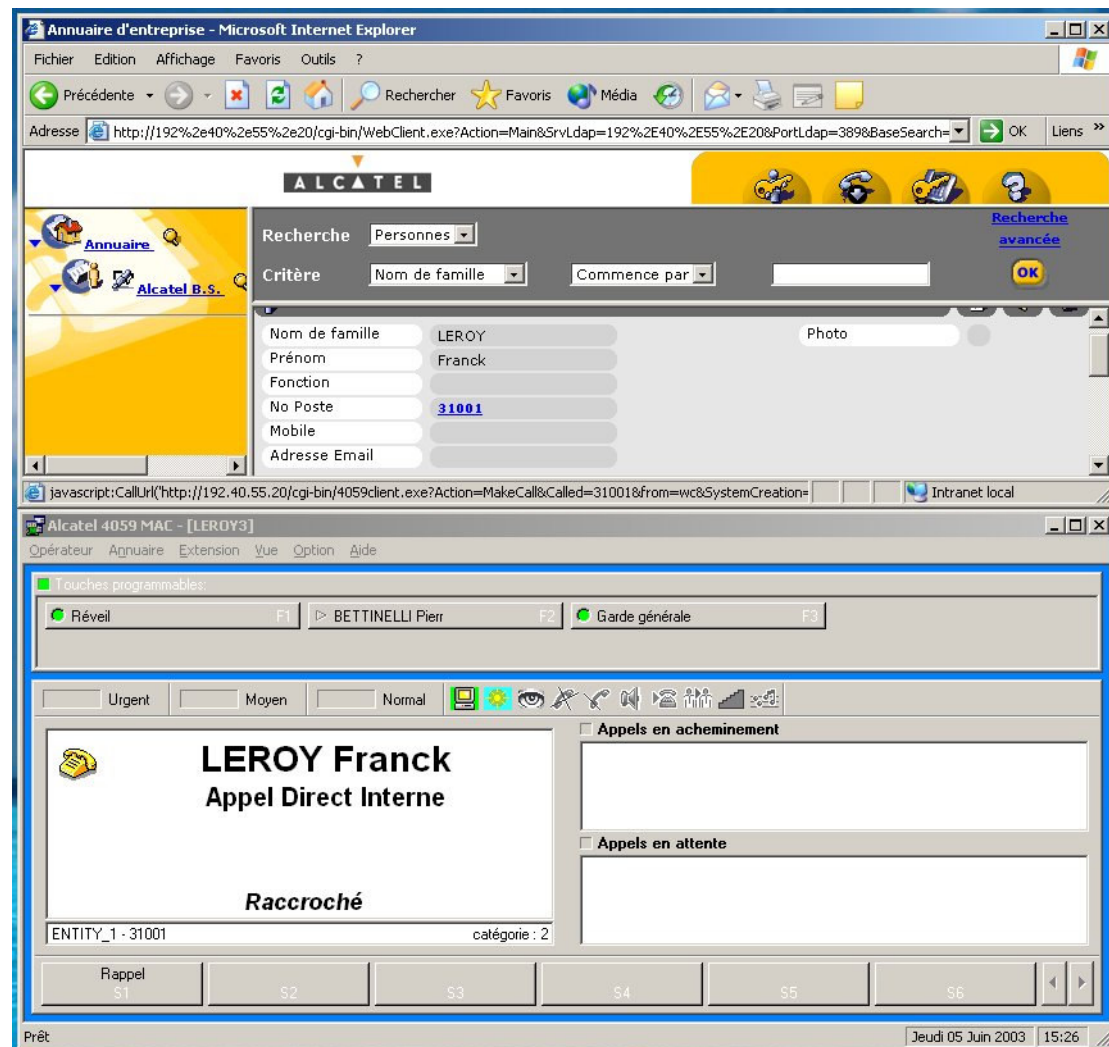 Annuaire d'entreprise - Microsoft Internet Explorer
Fichier Edition Affichage Favoris Outils ?
Précédente Rechercher Favoris Média
Adresse http://192%2e40%2e55%2e20/cgi-bin/WebClient.exe?Action=Main&SrvLdap=192%2E40%2E55%2E20&PortLdap=389&BaseSearch= OK Liens »
ALCATEL
Annuaire
Alcatel B.S.
Recherche Personnes
Recherche avancée
Critère Nom de famille Commence par OK
Nom de famille LEROY Photo
Prénom Franck
Fonction
No Poste 31001
Mobile
Adresse Email
javascript:CallUrl('http://192.40.55.20/cgi-bin/4059client.exe?Action=MakeCall&Called=31001&from=wc&SystemCreation= Intranet local
Alcatel 4059 MAC - [LEROY3]
Opérateur Annuaire Extension Vue Option Aide
Touches programmables:
Réveil F1 BETTINELLI Pierr F2 Garde générale F3
Urgent Moyen Normal
LEROY Franck
Appel Direct Interne
Raccroché
ENTITY_1 - 31001 catégorie : 2
Appels en acheminement
Appels en attente
Rappel
S1 S2 S3 S4 S5 S6
Prêt Jeudi 05 Juin 2003 15:26